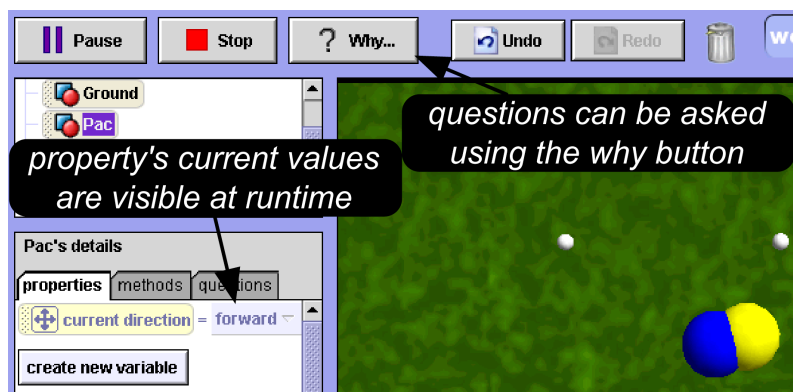 Pause Stop ? Why... Undo Redo
Ground
Pac
questions can be asked
using the why button
property's current values
are visible at runtime
Pac's details
properties methods questions
current direction = forward
create new variable